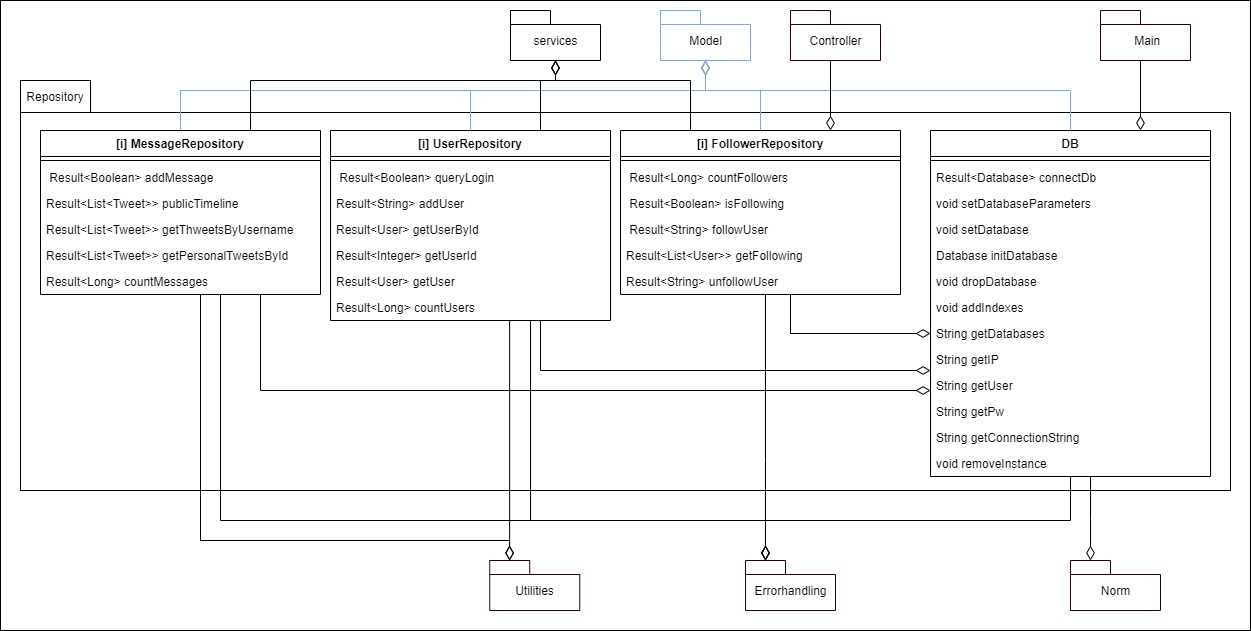 services
Model
Controller
Main
Repository
[i] MessageRepository
Result<Boolean> addMessage
Result<List<Tweet>> publicTimeline
Result<List<Tweet>> getThweetsByUsername
Result<List<Tweet>> getPersonalTweetsById
Result<Long> countMessages
[i] UserRepository
Result<Boolean> queryLogin
Result<String> addUser
Result<User> getUserById
Result<Integer> getUserId
Result<User> getUser
Result<Long> countUsers
[i] FollowerRepository
Result<Long> countFollowers
Result<Boolean> isFollowing
Result<String> followUser
Result<List<User>> getFollowing
Result<String> unfollowUser
DB
Result<Database> connectDb
void setDatabaseParameters
void setDatabase
Database initDatabase
void dropDatabase
void addIndexes
String getDatabases
String getIP
String getUser
String getPw
String getConnectionString
void removeInstance
Utilities
Errorhandling
Norm